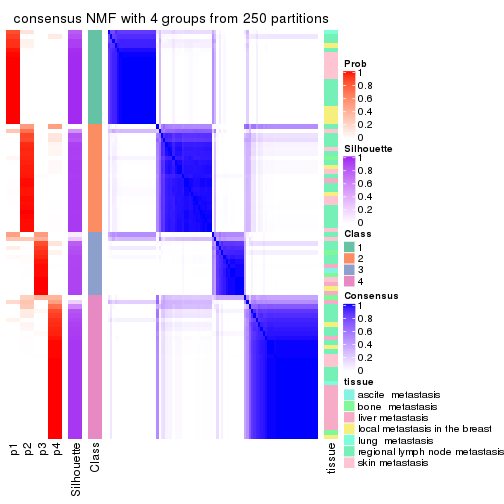 consensus NMF with 4 groups from 250 partitions
Prob
1
0.8
0.6
0.4
0.2
0
Silhouette
1
0.8
0.6
0.4
0.2
0
Class
1
2
3
4
Consensus
1
0.8
0.6
0.4
0.2
0
tissue
ascite metastasis
bone metastasis
liver metastasis
local metastasis in the breast
lung metastasis
regional lymph node metastasis
skin metastasis
p1
p2
p3
p4
Silhouette
Class
tissue